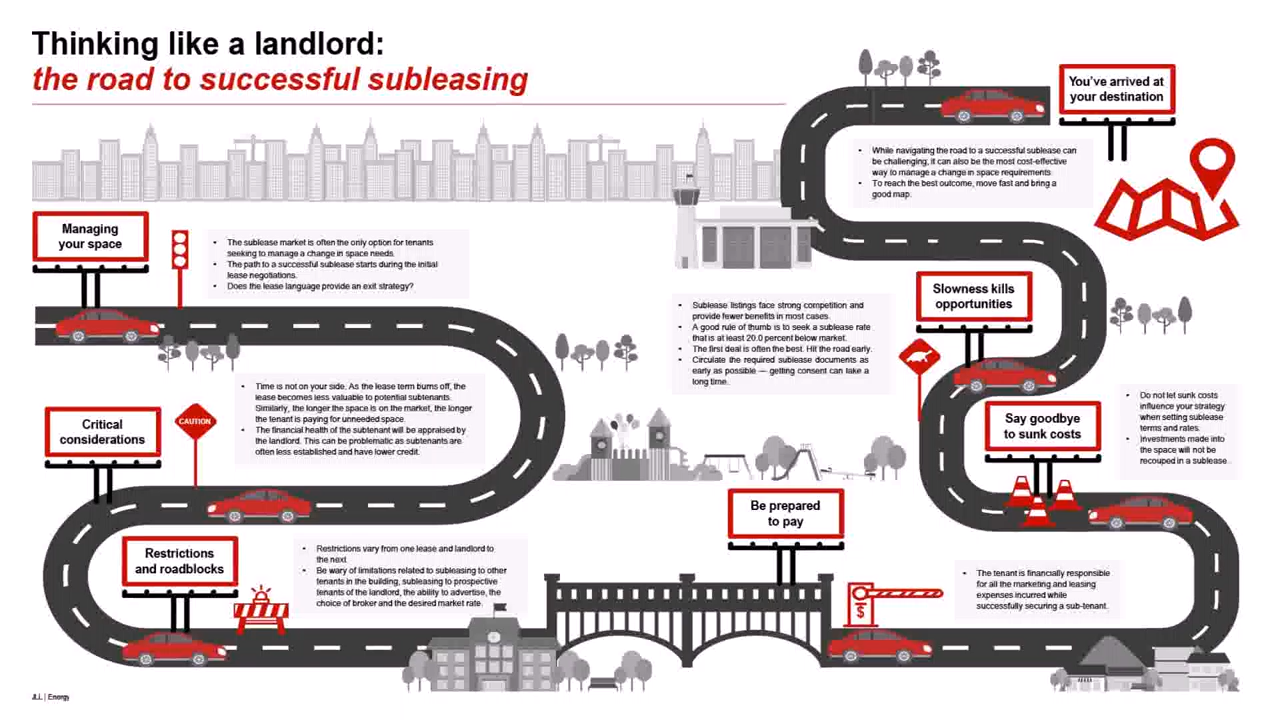 Thinking like a landlord:
the road to successful subleasing
Managing
your space
• The sublease market is often the only option for tenants
seeking to manage a change in space needs.
• The path to a successful sublease starts during the initial
lease negotiations.
• Does the lease language provide an exit strategy?
Critical
considerations
CAUTION
• Time is not on your side. As the lease term burns off, the
lease becomes less valuable to potential subtenants.
Similarly, the longer the space is on the market, the longer
the tenant is paying for unneeded space.
• The financial health of the subtenant will be appraised by
the landlord. This can be problematic as subtenants are
often less established and have lower credit.
Restrictions
and roadblocks
• Restrictions vary from one lease and landlord to
the next
• Be wary of limitations related to subleasing to other
tenants in the building, subleasing to prospective
tenants of the landlord, the ability to advertise, the
choice of broker and the desired market rate.
Be prepared
to pay
$
• The tenant is financially responsible
for all the marketing and leasing
expenses incurred while
successfully securing a sub-tenant.
Say goodbye
to sunk costs
• Do not let sunk costs
influence your strategy
when setting sublease
terms and rates.
• Investments made into
the space will not be
recouped in a sublease
Slowness kills
opportunities
• Sublease listings face strong competition and
provide fewer benefits in most cases.
• A good rule of thumb is to seek a sublease rate
that is at least 20.0 percent below market.
• The first deal is often the best. Hit the road early.
• Circulate the required sublease documents as
early as possible — getting consent can take a
long time.
You've arrived at
your destination
• While navigating the road to a successful sublease can
be challenging, it can also be the most cost-effective
way to manage a change in space requirements.
• To reach the best outcome, move fast and bring a
good map.
JLL | Energy